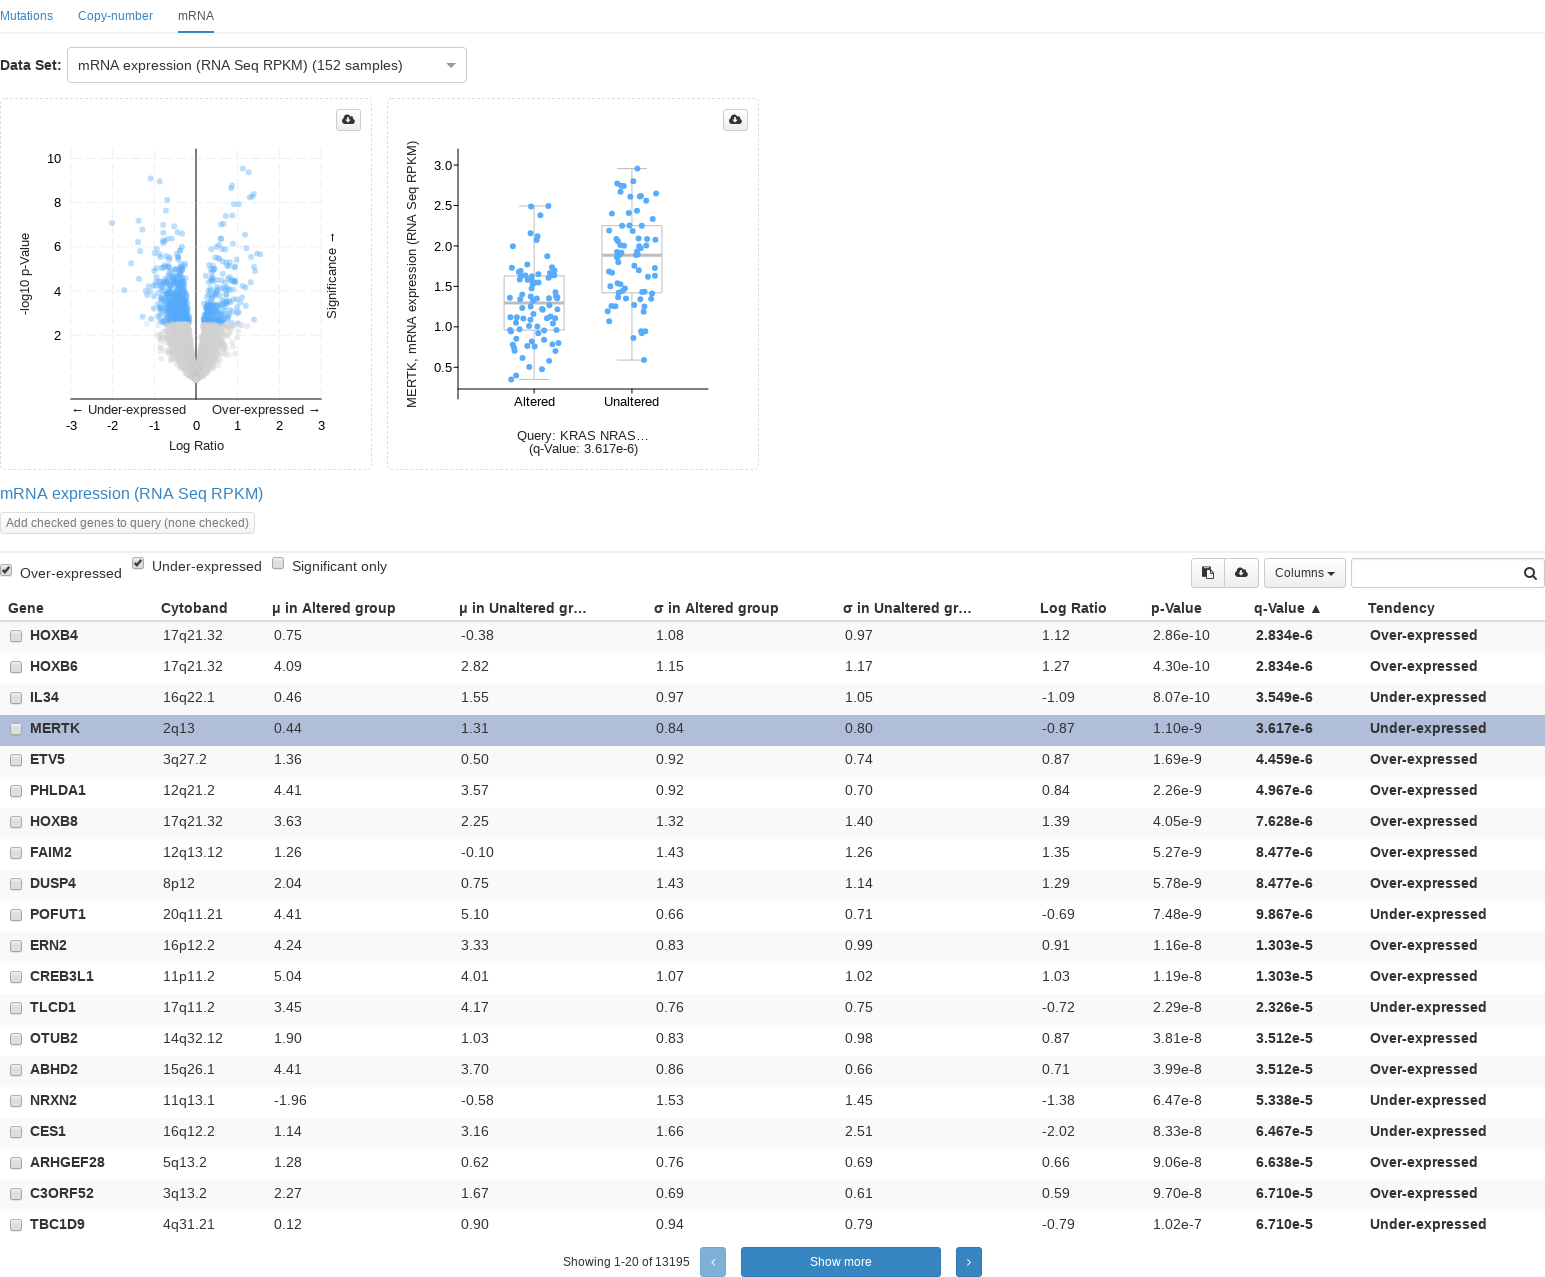 Mutations Copy-number mRNA
Data Set: mRNA expression (RNA Seq RPKM) (152 samples)
10
8
6
4
2
-log10 p-Value
Significance →
← Under-expressed Over-expressed →
-3 -2 -1 0 1 2 3
Log Ratio
MERTK, mRNA expression (RNA Seq RPKM)
3.0
2.5
2.0
1.5
1.0
0.5
Altered Unaltered
Query: KRAS NRAS…
(q-Value: 3.617e-6)
mRNA expression (RNA Seq RPKM)
Add checked genes to query (none checked)
Over-expressed Under-expressed Significant only Columns
Gene Cytoband μ in Altered group μ in Unaltered gr… σ in Altered group σ in Unaltered gr… Log Ratio p-Value q-Value ▲ Tendency
HOXB4 17q21.32 0.75 -0.38 1.08 0.97 1.12 2.86e-10 2.834e-6 Over-expressed
HOXB6 17q21.32 4.09 2.82 1.15 1.17 1.27 4.30e-10 2.834e-6 Over-expressed
IL34 16q22.1 0.46 1.55 0.97 1.05 -1.09 8.07e-10 3.549e-6 Under-expressed
MERTK 2q13 0.44 1.31 0.84 0.80 -0.87 1.10e-9 3.617e-6 Under-expressed
ETV5 3q27.2 1.36 0.50 0.92 0.74 0.87 1.69e-9 4.459e-6 Over-expressed
PHLDA1 12q21.2 4.41 3.57 0.92 0.70 0.84 2.26e-9 4.967e-6 Over-expressed
HOXB8 17q21.32 3.63 2.25 1.32 1.40 1.39 4.05e-9 7.628e-6 Over-expressed
FAIM2 12q13.12 1.26 -0.10 1.43 1.26 1.35 5.27e-9 8.477e-6 Over-expressed
DUSP4 8p12 2.04 0.75 1.43 1.14 1.29 5.78e-9 8.477e-6 Over-expressed
POFUT1 20q11.21 4.41 5.10 0.66 0.71 -0.69 7.48e-9 9.867e-6 Under-expressed
ERN2 16p12.2 4.24 3.33 0.83 0.99 0.91 1.16e-8 1.303e-5 Over-expressed
CREB3L1 11p11.2 5.04 4.01 1.07 1.02 1.03 1.19e-8 1.303e-5 Over-expressed
TLCD1 17q11.2 3.45 4.17 0.76 0.75 -0.72 2.29e-8 2.326e-5 Under-expressed
OTUB2 14q32.12 1.90 1.03 0.83 0.98 0.87 3.81e-8 3.512e-5 Over-expressed
ABHD2 15q26.1 4.41 3.70 0.86 0.66 0.71 3.99e-8 3.512e-5 Over-expressed
NRXN2 11q13.1 -1.96 -0.58 1.53 1.45 -1.38 6.47e-8 5.338e-5 Under-expressed
CES1 16q12.2 1.14 3.16 1.66 2.51 -2.02 8.33e-8 6.467e-5 Under-expressed
ARHGEF28 5q13.2 1.28 0.62 0.76 0.69 0.66 9.06e-8 6.638e-5 Over-expressed
C3ORF52 3q13.2 2.27 1.67 0.69 0.61 0.59 9.70e-8 6.710e-5 Over-expressed
TBC1D9 4q31.21 0.12 0.90 0.94 0.79 -0.79 1.02e-7 6.710e-5 Under-expressed
Showing 1-20 of 13195 Show more